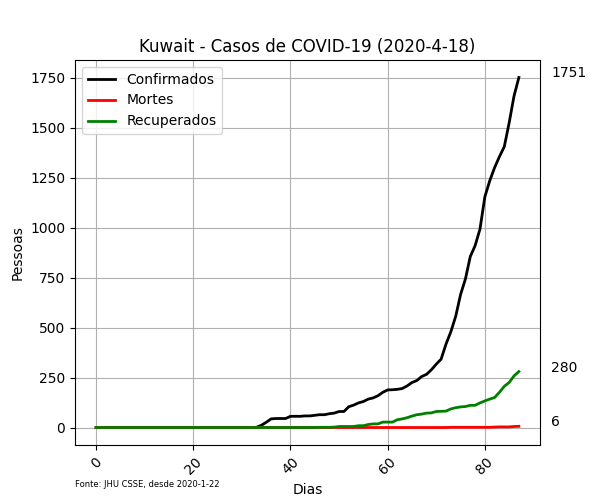 Kuwait - Casos de COVID-19 (2020-4-18)
Confirmados
Mortes
Recuperados
1751
280
6
1750
1500
1250
1000
750
500
250
0
Pessoas
0
20
40
60
80
Dias
Fonte: JHU CSSE, desde 2020-1-22